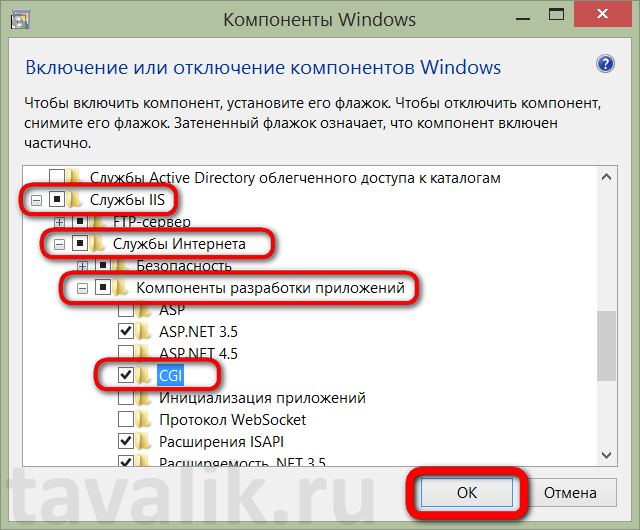 Компоненты Windows
Включение или отключение компонентов Windows
Чтобы включить компонент, установите его флажок. Чтобы отключить компонент,
снимите его флажок. Затененный флажок означает, что компонент включен
частично.
Службы Active Directory облегченного доступа к каталогам
Службы IIS
FTP-сервер
Службы Интернета
Безопасность
Компоненты разработки приложений
ASP
ASP.NET 3.5
ASP.NET 4.5
CGI
Инициализация приложений
Протокол WebSocket
Расширения ISAPI
Расширяемость .NET 3.5
OK
Отмена
tavalik.ru